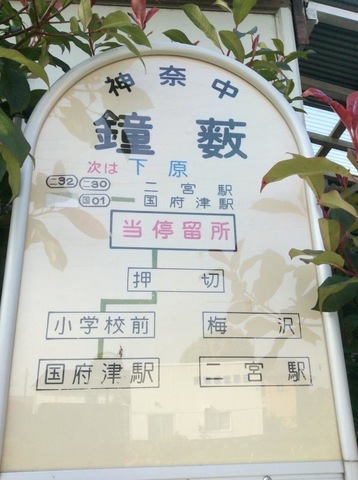 神奈中
鐘薮
次は 下原
二32 二30 二宮駅
国01 国府津駅
当停留所
押切
小学校前 梅沢
国府津駅 二宮駅